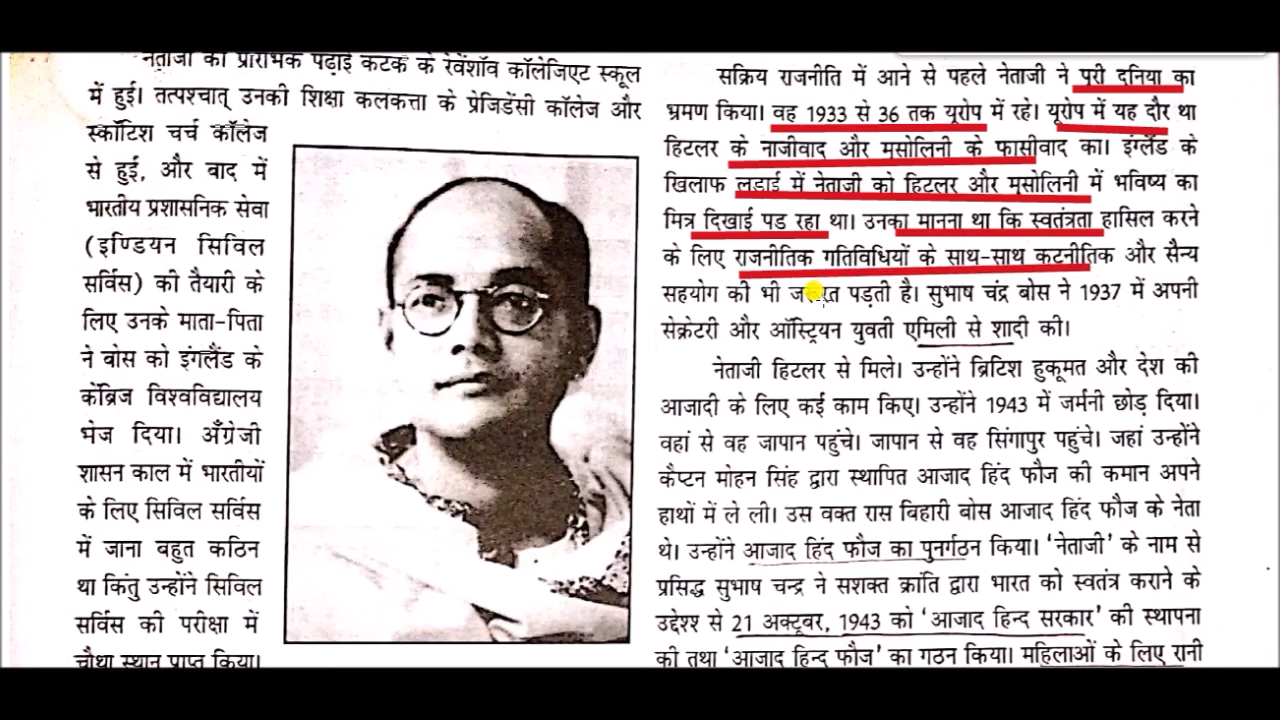 नेताजी की प्रारंभिक पढ़ाई कटक के रेवेंशॉव कॉलेजिएट स्कूल
में हुई। तत्पश्चात् उनकी शिक्षा कलकत्ता के प्रेजिडेंसी कॉलेज और
स्कॉटिश चर्च कॉलेज
से हुई, और बाद में
भारतीय प्रशासनिक सेवा
(इण्डियन सिविल
सर्विस) की तैयारी के
लिए उनके माता-पिता
ने बोस को इंगलैंड के
केंब्रिज विश्वविद्यालय
भेज दिया। अँग्रेजी
शासन काल में भारतीयों
के लिए सिविल सर्विस
में जाना बहुत कठिन
था किंतु उन्होंने सिविल
सर्विस की परीक्षा में
चौथा स्थान प्राप्त किया।
सक्रिय राजनीति में आने से पहले नेताजी ने पूरी दुनिया का
भ्रमण किया। वह 1933 से 36 तक यूरोप में रहे। यूरोप में यह दौर था
हिटलर के नाजीवाद और मुसोलिनी के फासीवाद का। इंग्लैंड के
खिलाफ लड़ाई में नेताजी को हिटलर और मुसोलिनी में भविष्य का
मित्र दिखाई पड़ रहा था। उनका मानना था कि स्वतंत्रता हासिल करने
के लिए राजनीतिक गतिविधियों के साथ-साथ कूटनीतिक और सैन्य
सहयोग की भी जरूरत पड़ती है। सुभाष चंद्र बोस ने 1937 में अपनी
सेक्रेटरी और ऑस्ट्रियन युवती एमिली से शादी की।
नेताजी हिटलर से मिले। उन्होंने ब्रिटिश हुकूमत और देश की
आजादी के लिए कई काम किए। उन्होंने 1943 में जर्मनी छोड़ दिया।
वहां से वह जापान पहुंचे। जापान से वह सिंगापुर पहुंचे। जहां उन्होंने
कैप्टन मोहन सिंह द्वारा स्थापित आजाद हिंद फौज की कमान अपने
हाथों में ले ली। उस वक्त रास बिहारी बोस आजाद हिंद फौज के नेता
थे। उन्होंने आजाद हिंद फौज का पुनर्गठन किया। 'नेताजी' के नाम से
प्रसिद्ध सुभाष चन्द्र ने सशक्त क्रांति द्वारा भारत को स्वतंत्र कराने के
उद्देश्य से 21 अक्टूबर, 1943 को 'आजाद हिन्द सरकार' की स्थापना
की तथा 'आजाद हिन्द फौज' का गठन किया। महिलाओं के लिए रानी